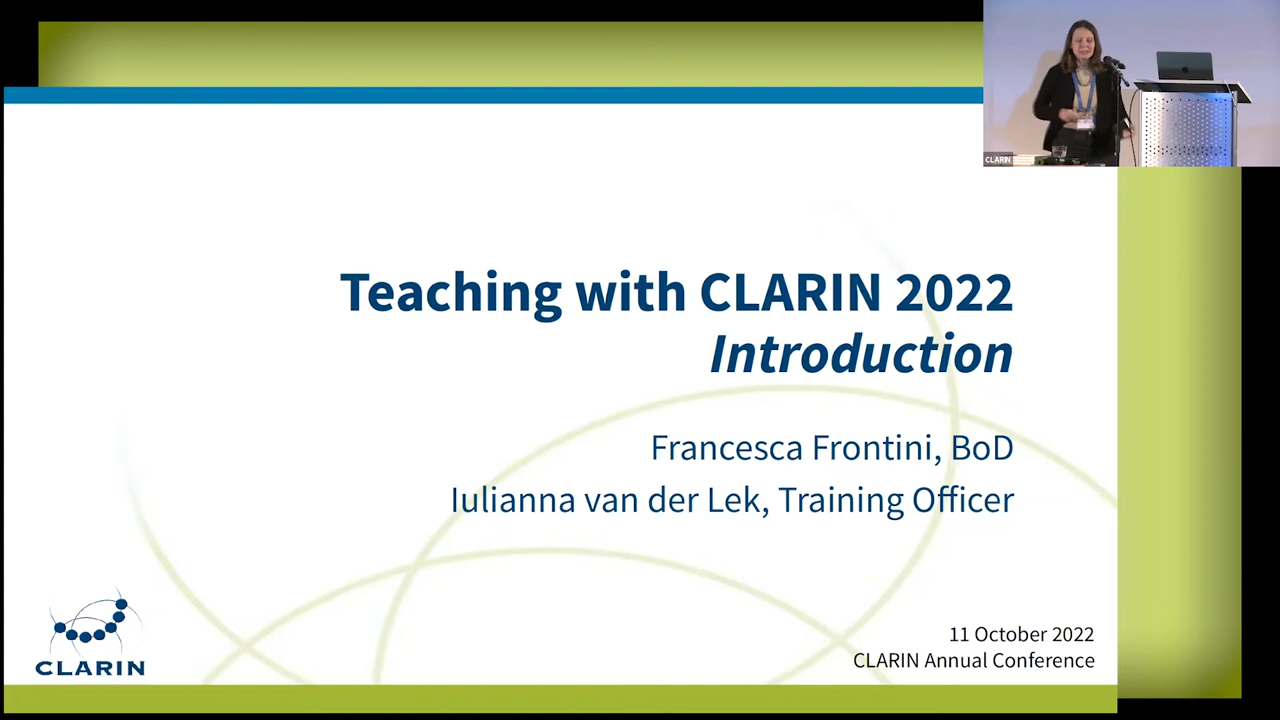 CLARIN
Teaching with CLARIN 2022
Introduction
Francesca Frontini, BoD
Iulianna van der Lek, Training Officer
CLARIN
11 October 2022
CLARIN Annual Conference